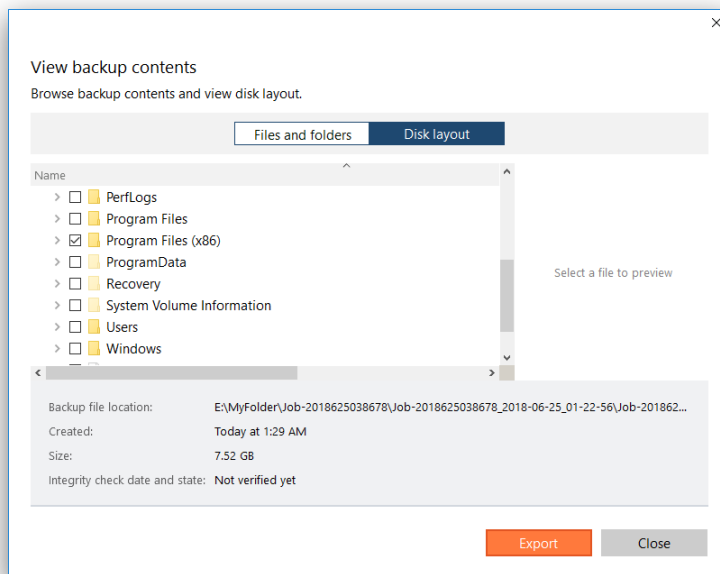 View backup contents
Browse backup contents and view disk layout.
Files and folders Disk layout
Name
PerfLogs
Program Files
Program Files (x86)
ProgramData
Recovery
System Volume Information
Users
Windows
Select a file to preview
Backup file location: E:\MyFolder\Job-2018625038678\Job-2018625038678_2018-06-25_01-22-56\Job-201862...
Created: Today at 1:29 AM
Size: 7.52 GB
Integrity check date and state: Not verified yet
Export Close